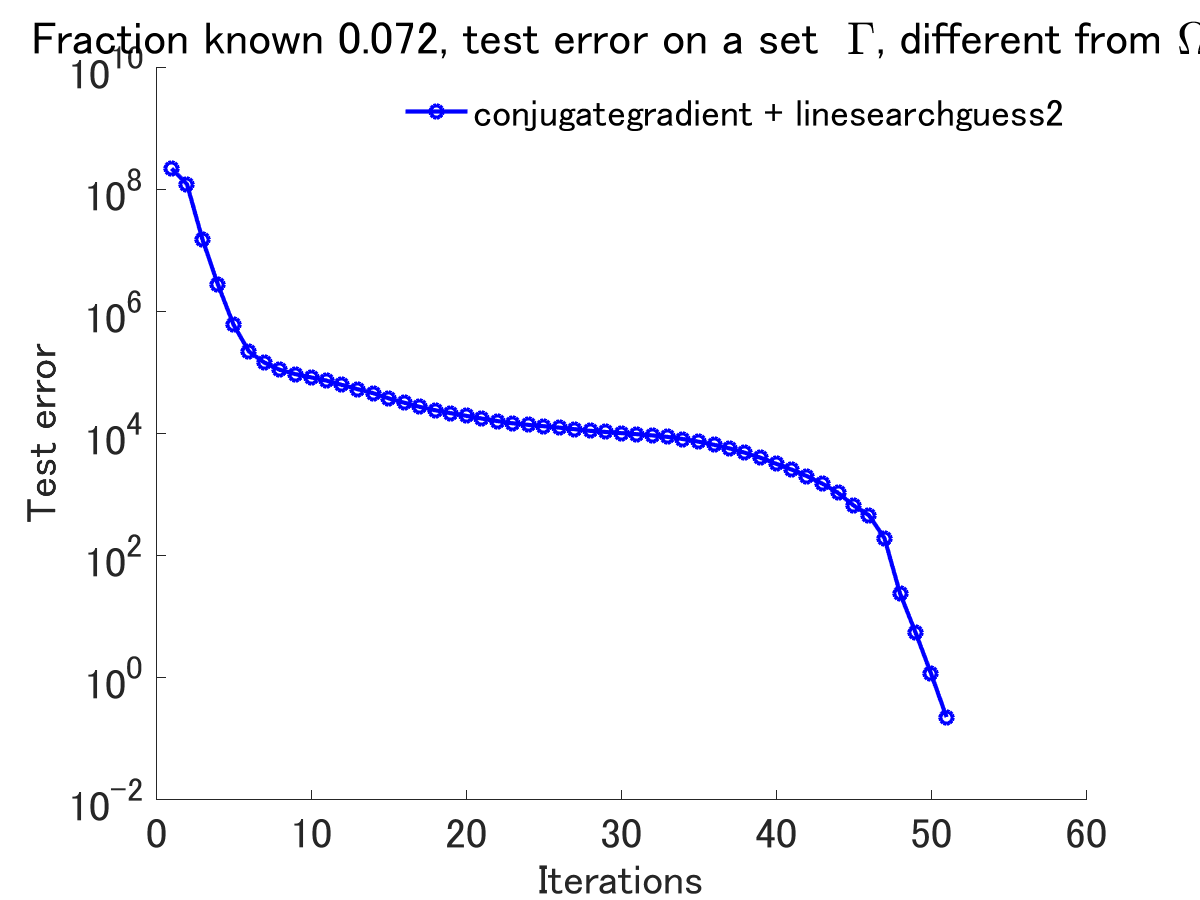 Fraction known 0.072, test error on a set Γ, different from Ω
10^10
conjugategradient + linesearchguess2
10^8
10^6
10^4
10^2
10^0
10^−2
Test error
0 10 20 30 40 50 60
Iterations